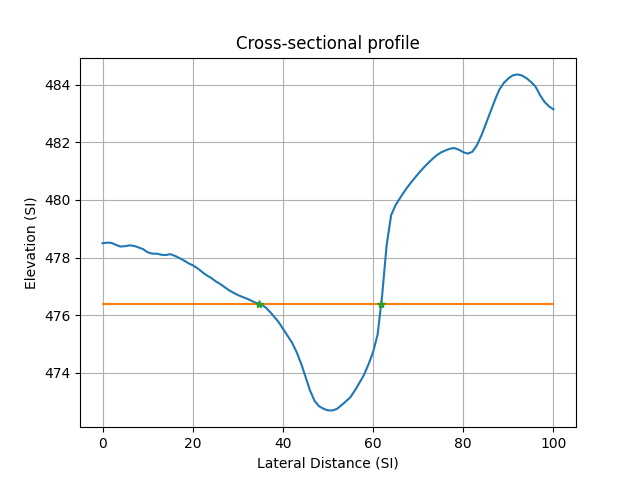 Cross-sectional profile
484
482
480
478
476
474
Elevation (SI)
0 20 40 60 80 100
Lateral Distance (SI)